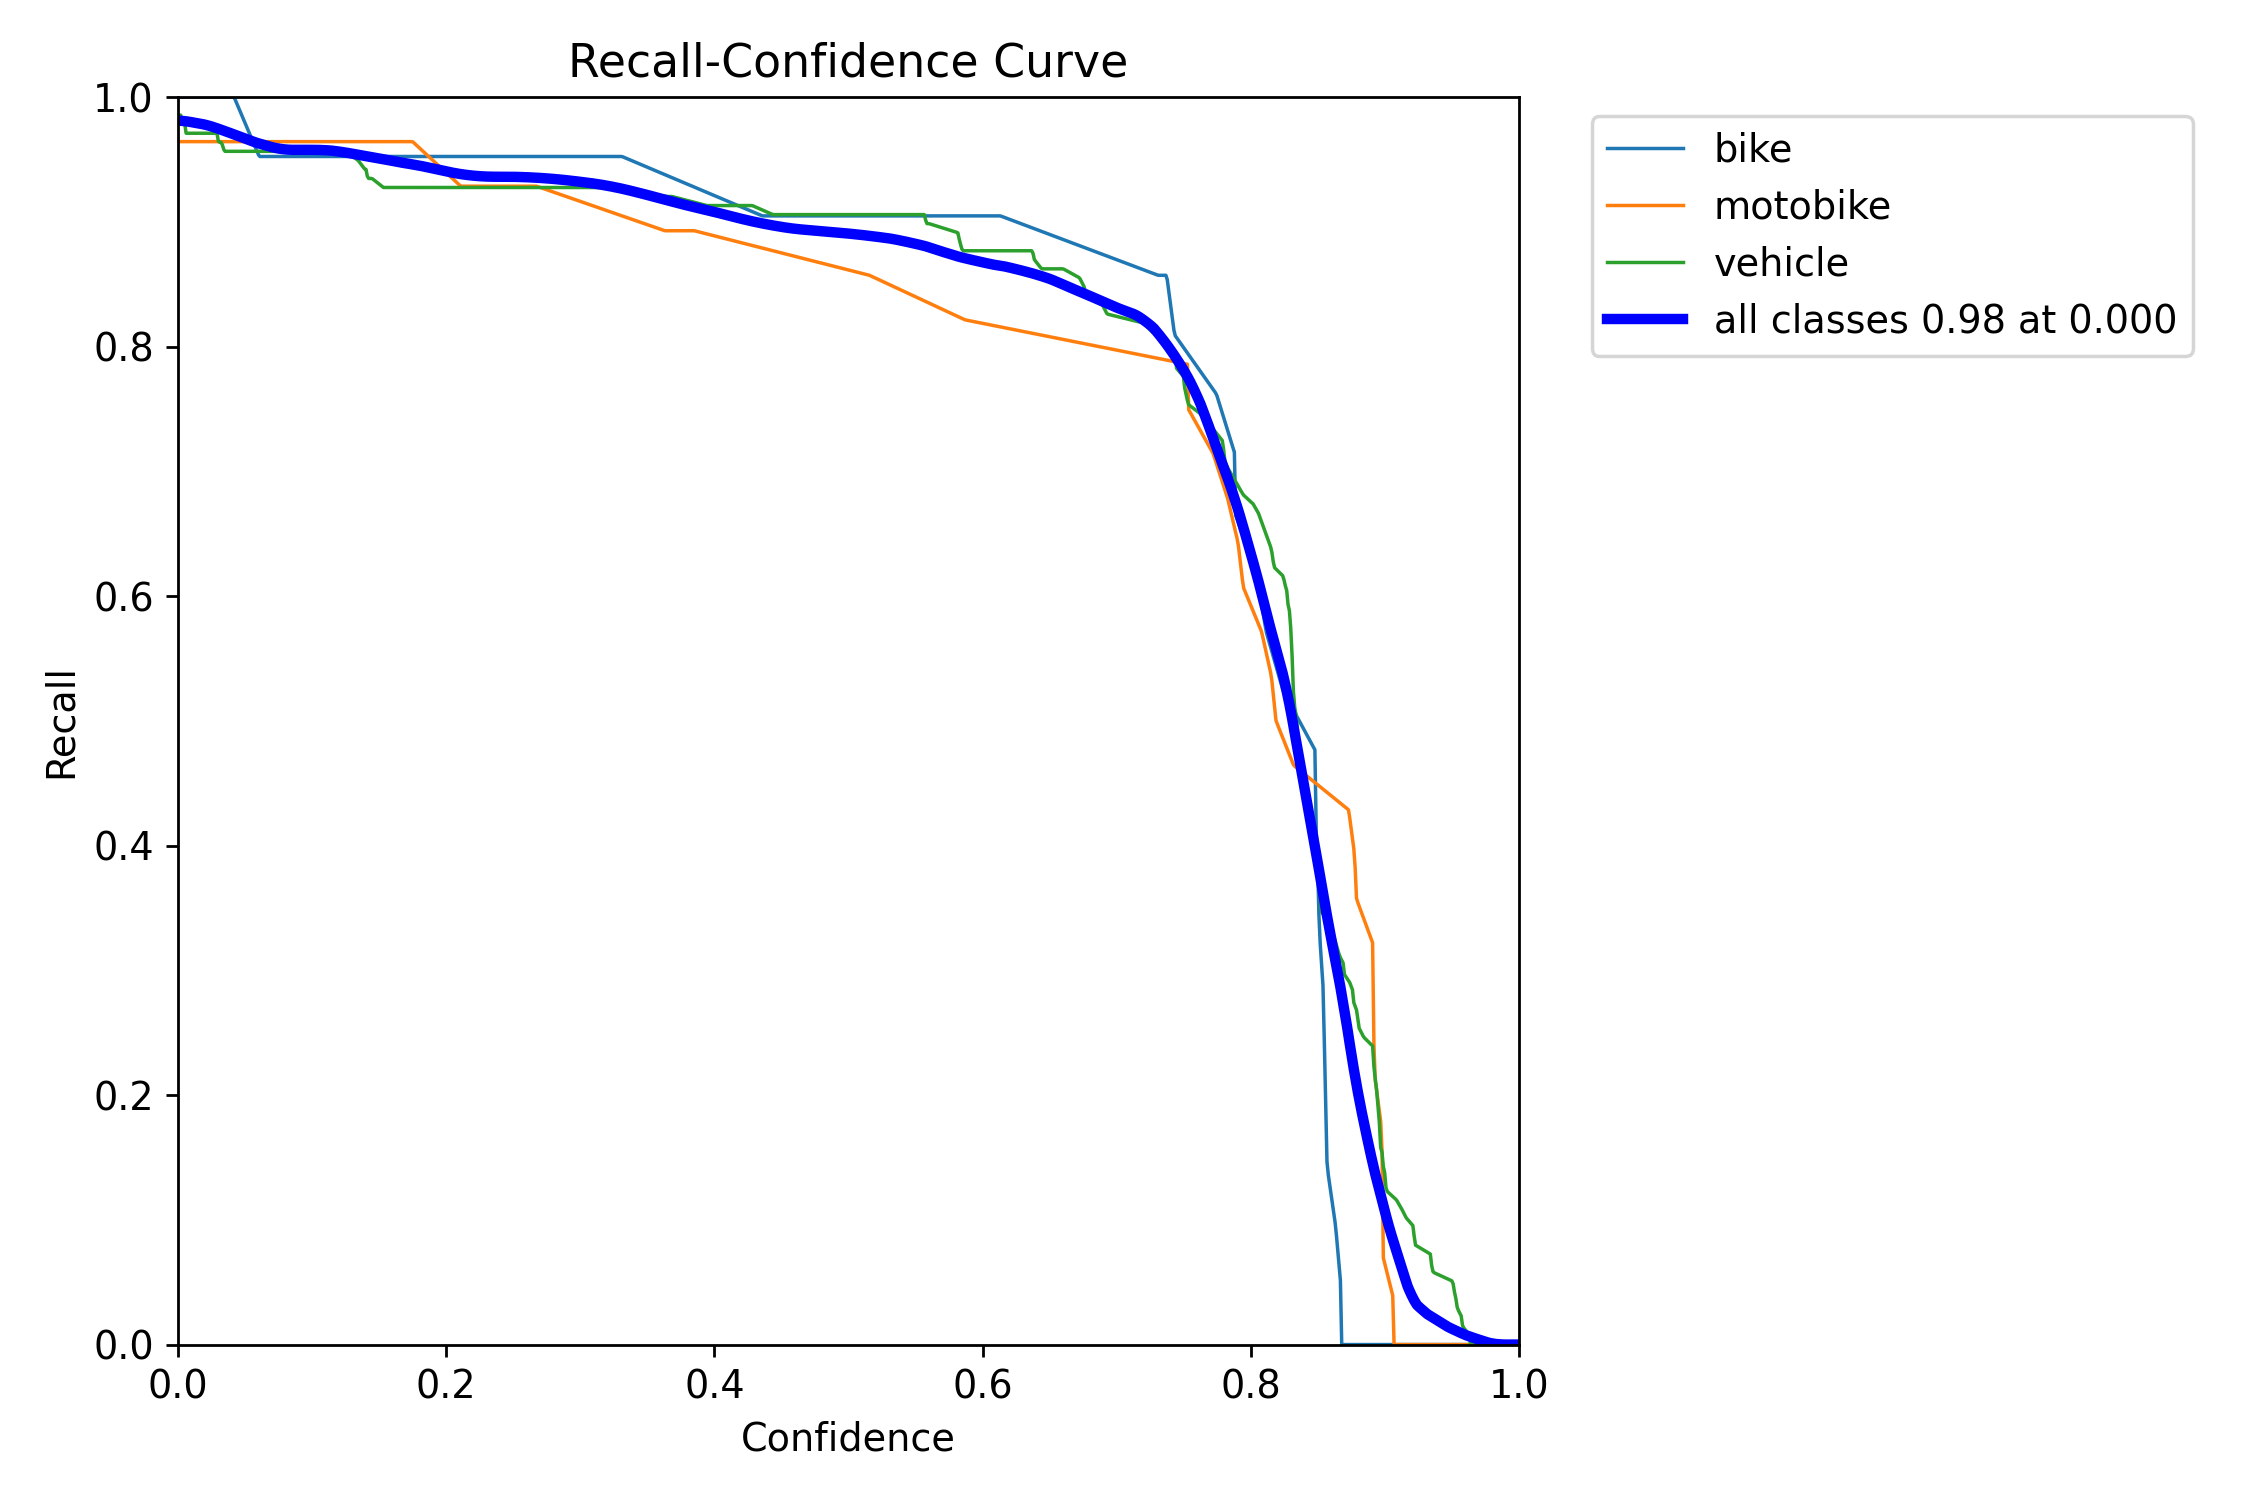 Recall-Confidence Curve
1.0
0.8
0.6
0.4
0.2
0.0
Recall
0.0 0.2 0.4 0.6 0.8 1.0
Confidence
bike
motobike
vehicle
all classes 0.98 at 0.000